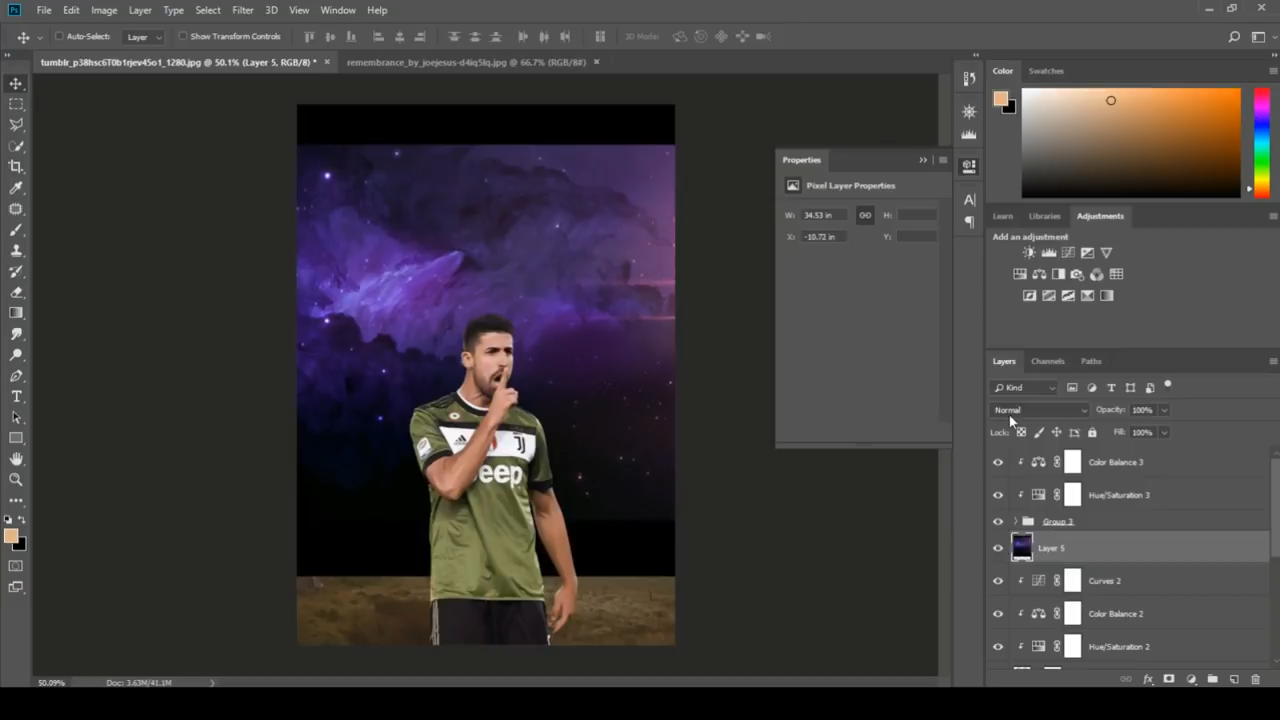 Ps File Edit Image Layer Type Select Filter 3D View Window Help
Auto-Select: Layer Show Transform Controls 3D Mode:
tumblr_p38hsc6T0b1rjev45o1_1280.jpg @ 50.1% (Layer 5, RGB/8) * × remembrance_by_joejesus-d4iq5lq.jpg @ 66.7% (RGB/8#) ×
Color Swatches
Properties
Pixel Layer Properties
W: 34.53 in H:
X: -10.72 in Y:
Learn Libraries Adjustments
Add an adjustment
Layers Channels Paths
Kind
Normal Opacity: 100%
Lock: Fill: 100%
Color Balance 3
Hue/Saturation 3
Group 3
Layer 5
Curves 2
Color Balance 2
Hue/Saturation 2
Jeep
50.09% Doc: 3.63M/41.1M